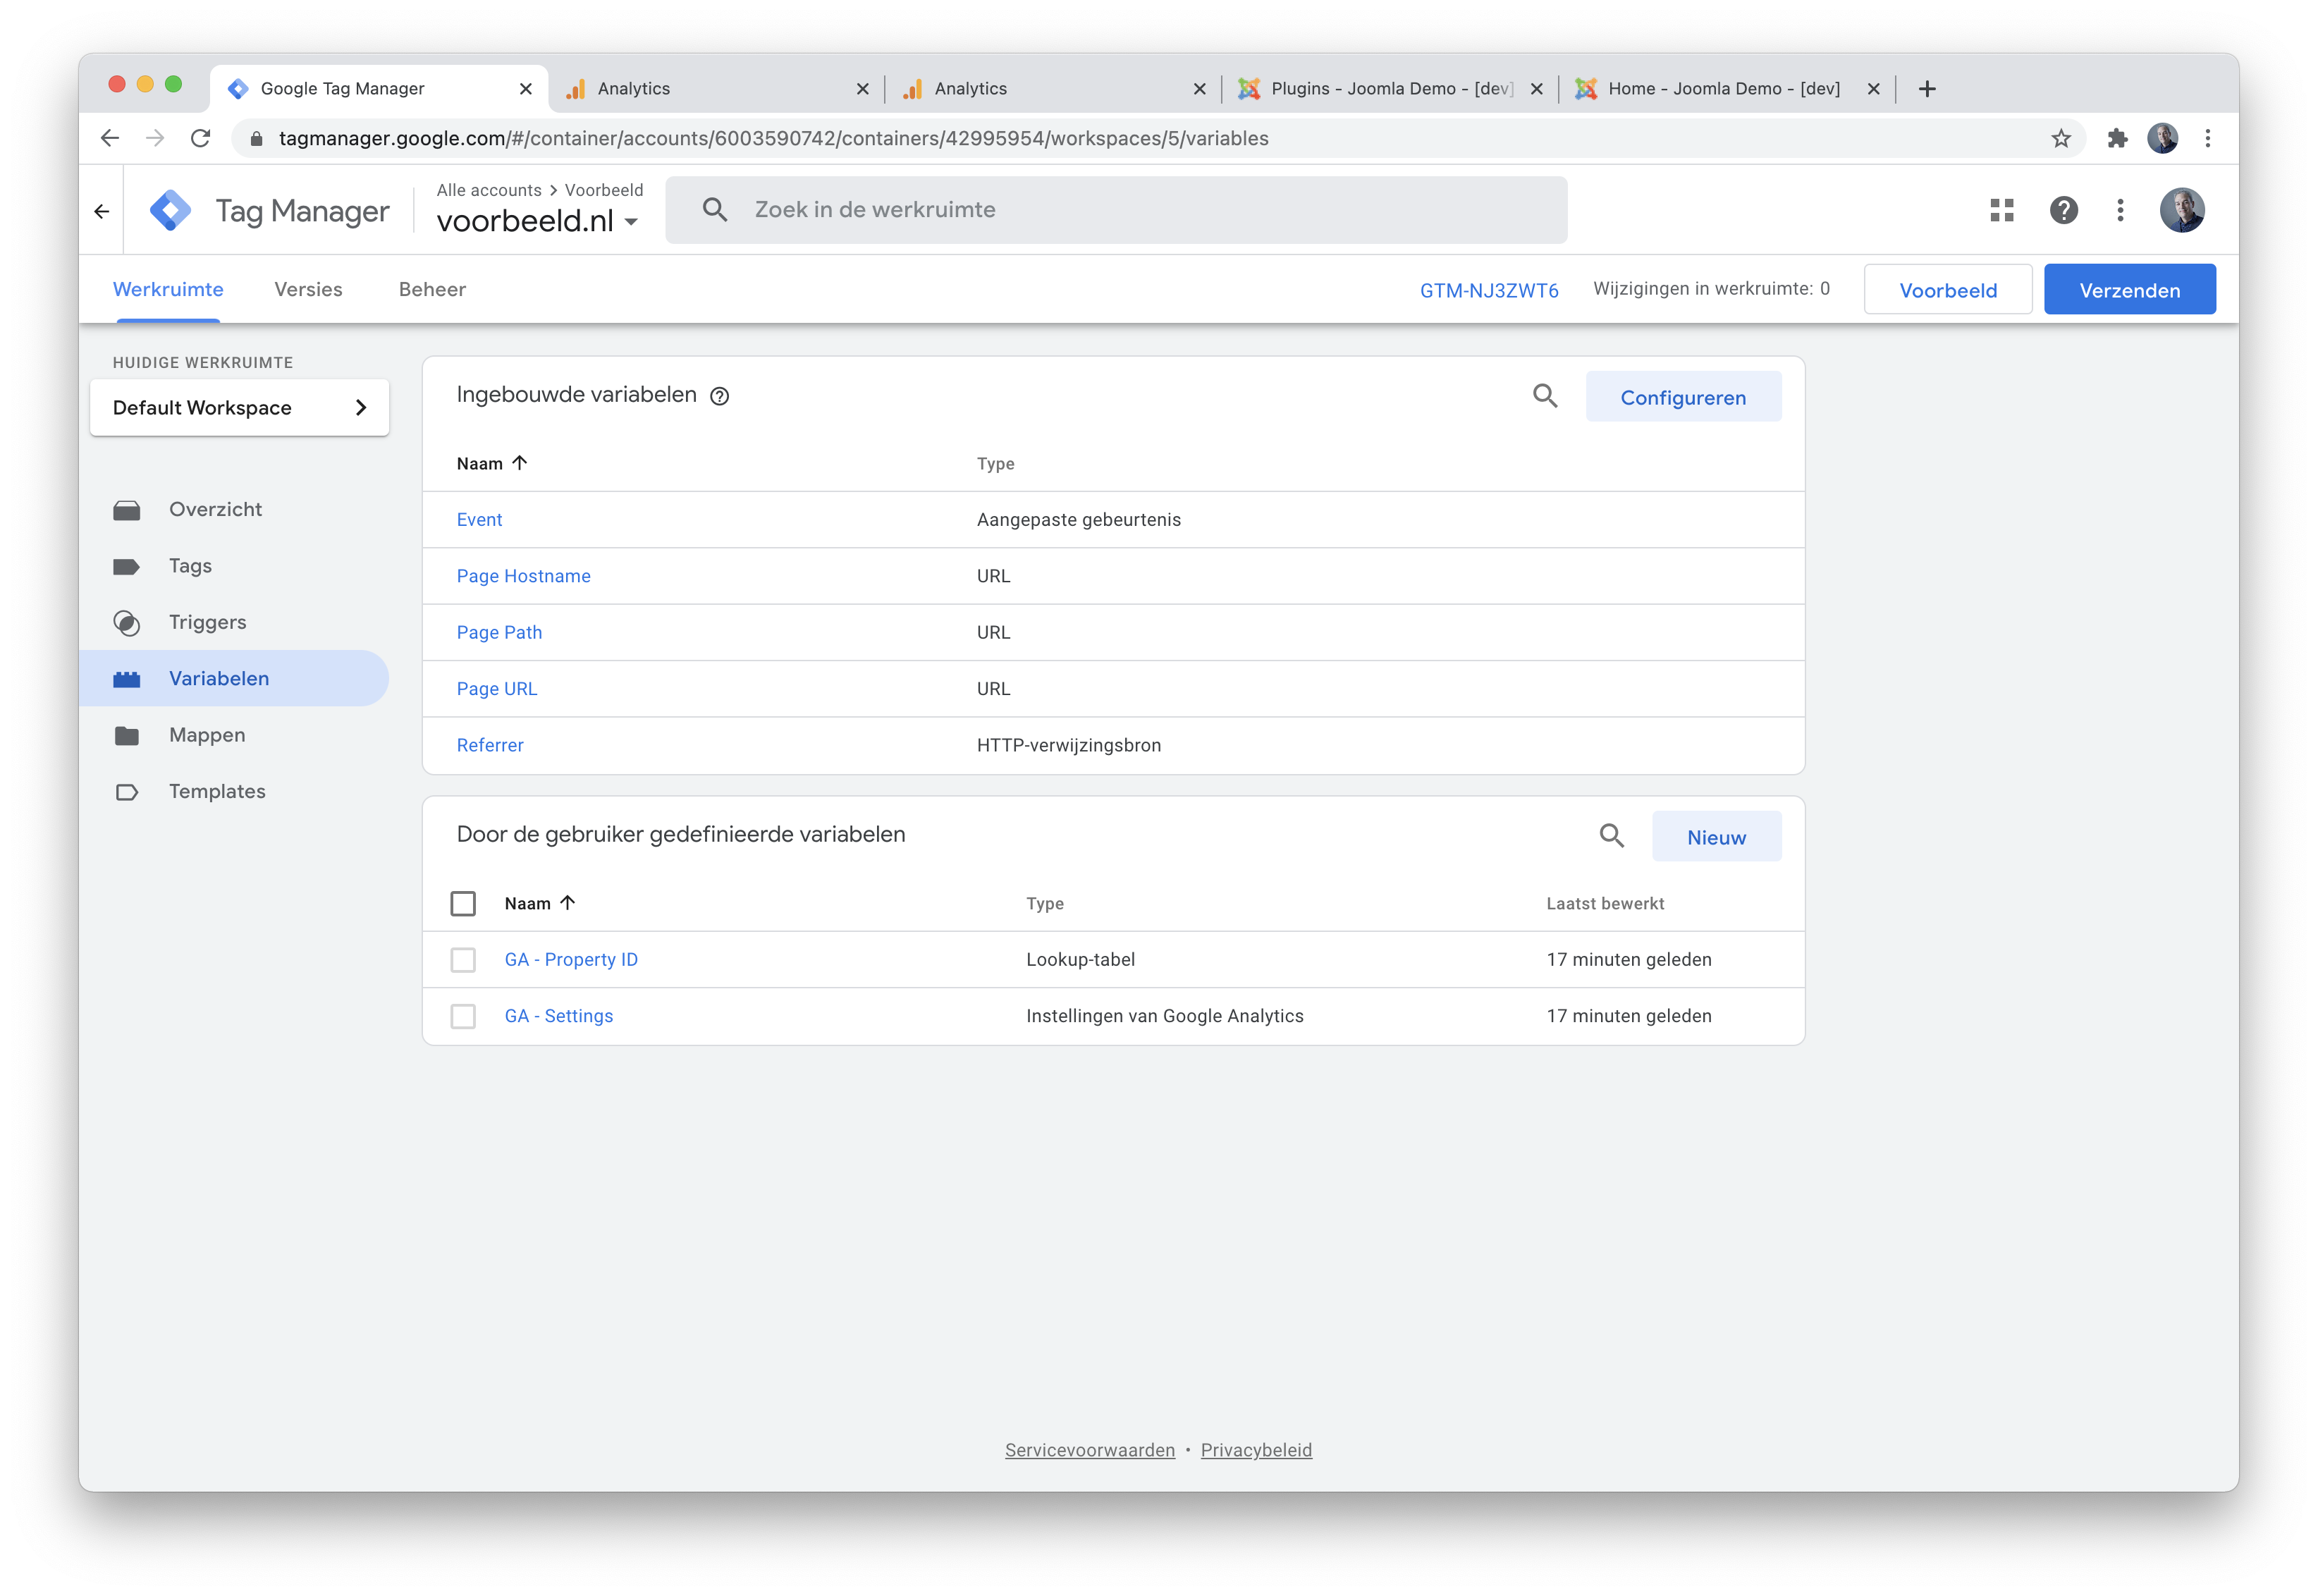 Google Tag Manager
Analytics
Analytics
Plugins - Joomla Demo - [dev]
Home - Joomla Demo - [dev]
tagmanager.google.com/#/container/accounts/6003590742/containers/42995954/workspaces/5/variables
Tag Manager
Alle accounts > Voorbeeld
voorbeeld.nl
Zoek in de werkruimte
Werkruimte
Versies
Beheer
GTM-NJ3ZWT6
Wijzigingen in werkruimte: 0
Voorbeeld
Verzenden
HUIDIGE WERKRUIMTE
Default Workspace
Overzicht
Tags
Triggers
Variabelen
Mappen
Templates
Ingebouwde variabelen
Configureren
Naam Type
Event Aangepaste gebeurtenis
Page Hostname URL
Page Path URL
Page URL URL
Referrer HTTP-verwijzingsbron
Door de gebruiker gedefinieerde variabelen
Nieuw
Naam Type Laatst bewerkt
GA - Property ID Lookup-tabel 17 minuten geleden
GA - Settings Instellingen van Google Analytics 17 minuten geleden
Servicevoorwaarden • Privacybeleid